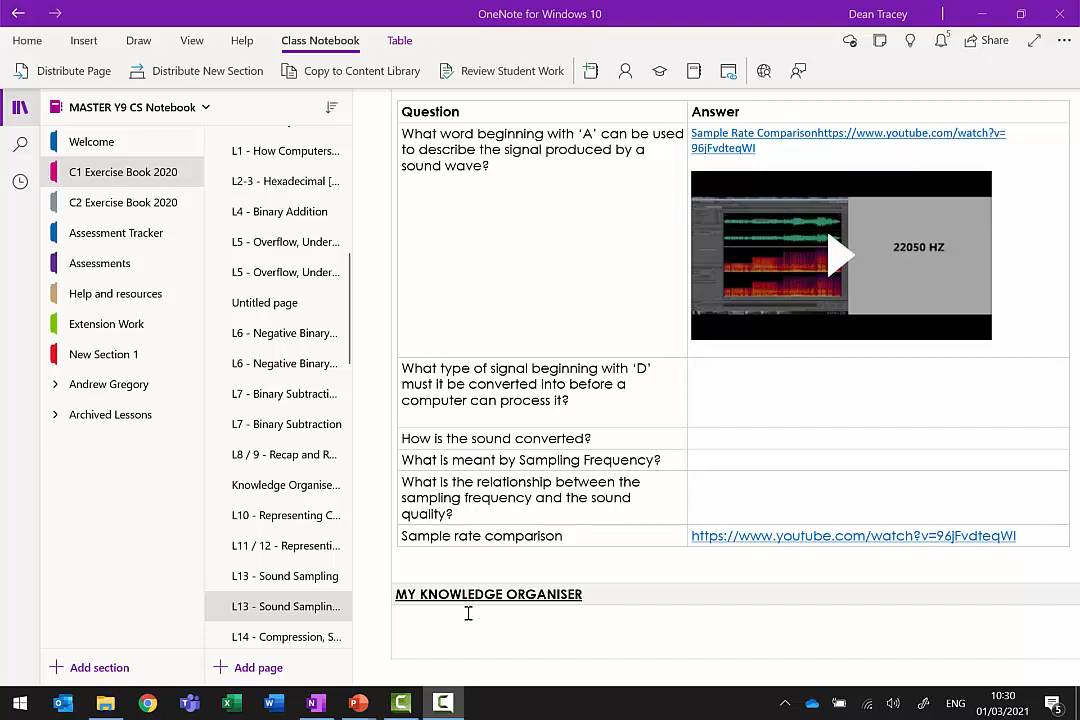 OneNote for Windows 10
Dean Tracey
Home Insert Draw View Help Class Notebook Table
5
Share
Distribute Page Distribute New Section Copy to Content Library Review Student Work
MASTER Y9 CS Notebook
Welcome
C1 Exercise Book 2020
C2 Exercise Book 2020
Assessment Tracker
Assessments
Help and resources
Extension Work
New Section 1
Andrew Gregory
Archived Lessons
Add section
L1 - How Computers...
L2-3 - Hexadecimal [...
L4 - Binary Addition
L5 - Overflow, Under...
L5 - Overflow, Under...
Untitled page
L6 - Negative Binary...
L6 - Negative Binary...
L7 - Binary Subtracti...
L7 - Binary Subtraction
L8 / 9 - Recap and R...
Knowledge Organise...
L10 - Representing C...
L11 / 12 - Representi...
L13 - Sound Sampling
L13 - Sound Samplin...
L14 - Compression, S...
Add page
Question
Answer
What word beginning with ‘A’ can be used
to describe the signal produced by a
sound wave?
Sample Rate Comparisonhttps://www.youtube.com/watch?v=
96jFvdteqWI
22050 HZ
What type of signal beginning with ‘D’
must it be converted into before a
computer can process it?
How is the sound converted?
What is meant by Sampling Frequency?
What is the relationship between the
sampling frequency and the sound
quality?
Sample rate comparison
https://www.youtube.com/watch?v=96jFvdteqWI
MY KNOWLEDGE ORGANISER
ENG
10:30
01/03/2021
5